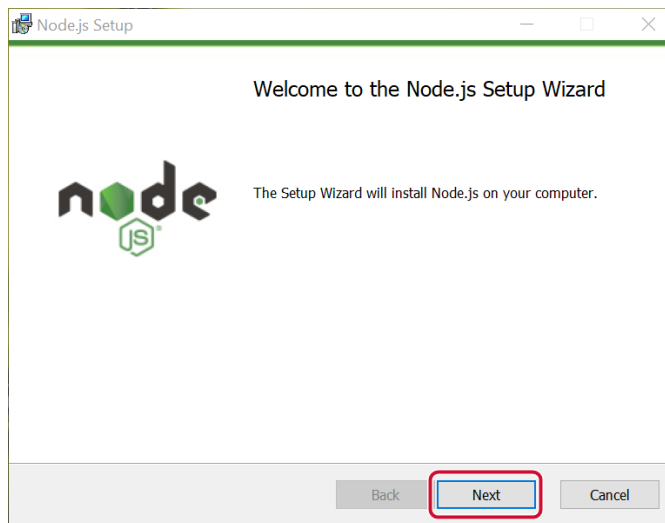 Node.js Setup
Welcome to the Node.js Setup Wizard
node
The Setup Wizard will install Node.js on your computer.
JS
Back Next Cancel